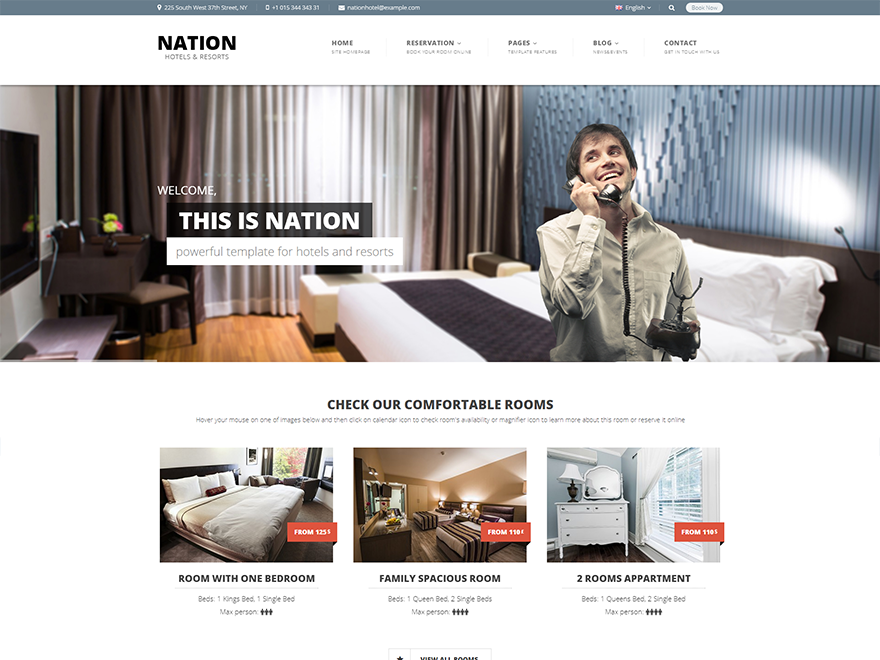 225 South West 37th Street, NY
+1 015 344 343 31
nationhotel@example.com
English
Book Now
NATION
HOTELS & RESORTS
HOME
SITE HOMEPAGE
RESERVATION
BOOK YOUR ROOM ONLINE
PAGES
TEMPLATE FEATURES
BLOG
NEWS&EVENTS
CONTACT
GET IN TOUCH WITH US
WELCOME,
THIS IS NATION
powerful template for hotels and resorts
CHECK OUR COMFORTABLE ROOMS
Hover your mouse on one of images below and then click on calendar icon to check room's availability or magnifier icon to learn more about this room or reserve it online
FROM 125$
FROM 110£
FROM 110$
ROOM WITH ONE BEDROOM
FAMILY SPACIOUS ROOM
2 ROOMS APPARTMENT
Beds: 1 Kings Bed, 1 Single Bed
Max person:
Beds: 1 Queen Bed, 2 Single Beds
Max person:
Beds: 1 Queens Bed, 2 Single Bed
Max person:
VIEW ALL ROOMS